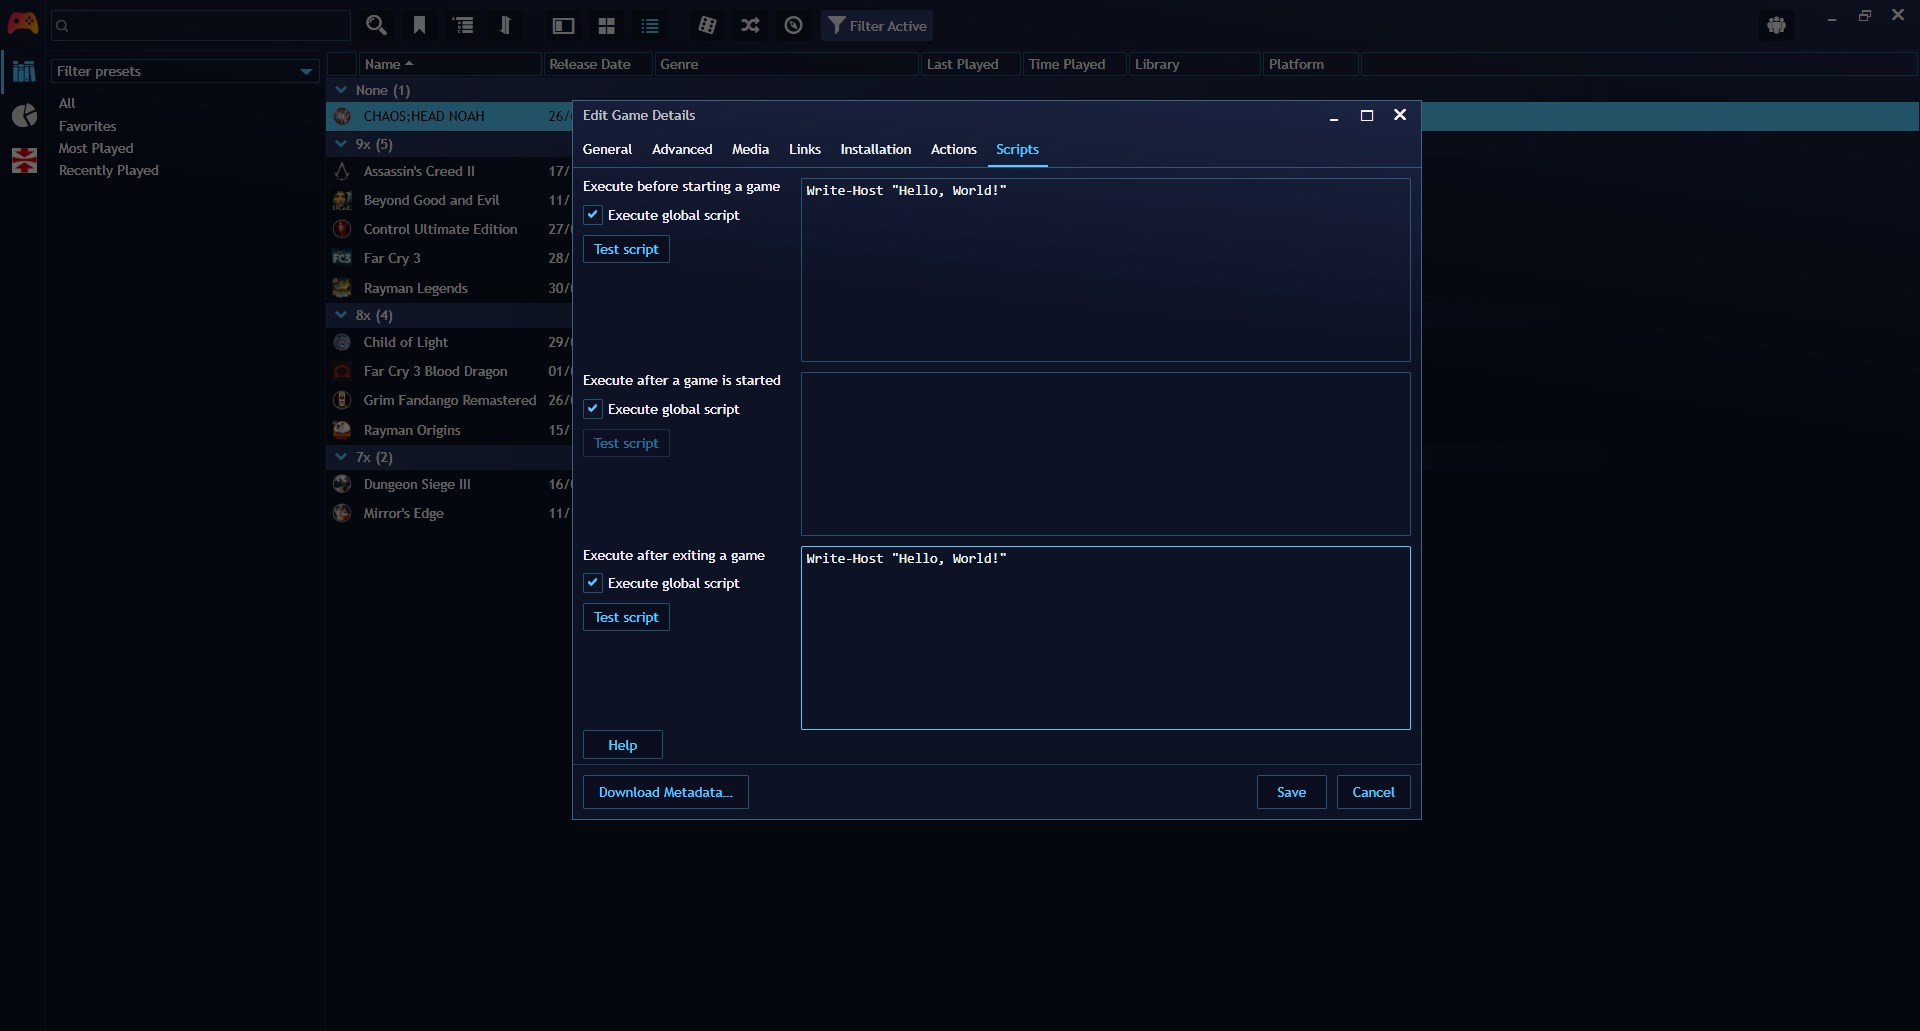 Filter Active
Filter presets
All
Favorites
Most Played
Recently Played
Name
Release Date
Genre
Last Played
Time Played
Library
Platform
None (1)
CHAOS;HEAD NOAH
26/
9x (5)
Assassin's Creed II
17/
Beyond Good and Evil
11/
Control Ultimate Edition
27/
FC3
Far Cry 3
28/
Rayman Legends
30/
8x (4)
Child of Light
29/
Far Cry 3 Blood Dragon
01/
Grim Fandango Remastered
26/
Rayman Origins
15/
7x (2)
Dungeon Siege III
16/
Mirror's Edge
11/
Edit Game Details
General
Advanced
Media
Links
Installation
Actions
Scripts
Execute before starting a game
Execute global script
Test script
Write-Host "Hello, World!"
Execute after a game is started
Execute global script
Test script
Execute after exiting a game
Execute global script
Test script
Write-Host "Hello, World!"
Help
Download Metadata...
Save
Cancel